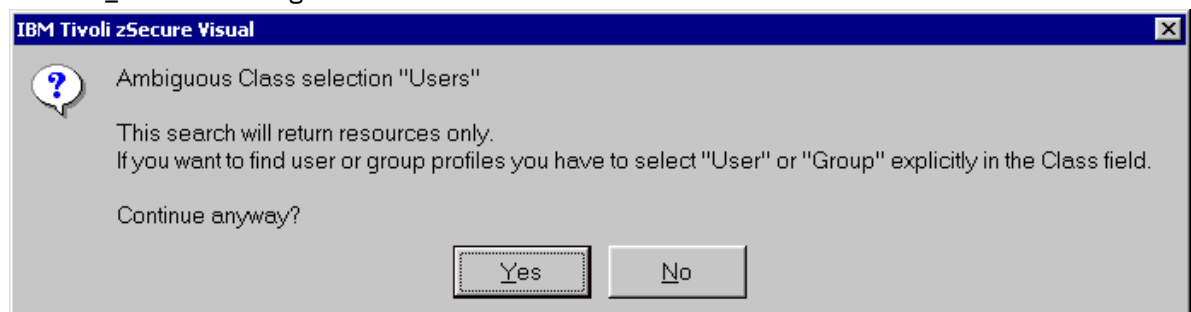 IBM Tivoli zSecure Visual
Ambiguous Class selection "Users"
This search will return resources only.
If you want to find user or group profiles you have to select "User" or "Group" explicitly in the Class field.
Continue anyway?
Yes
No